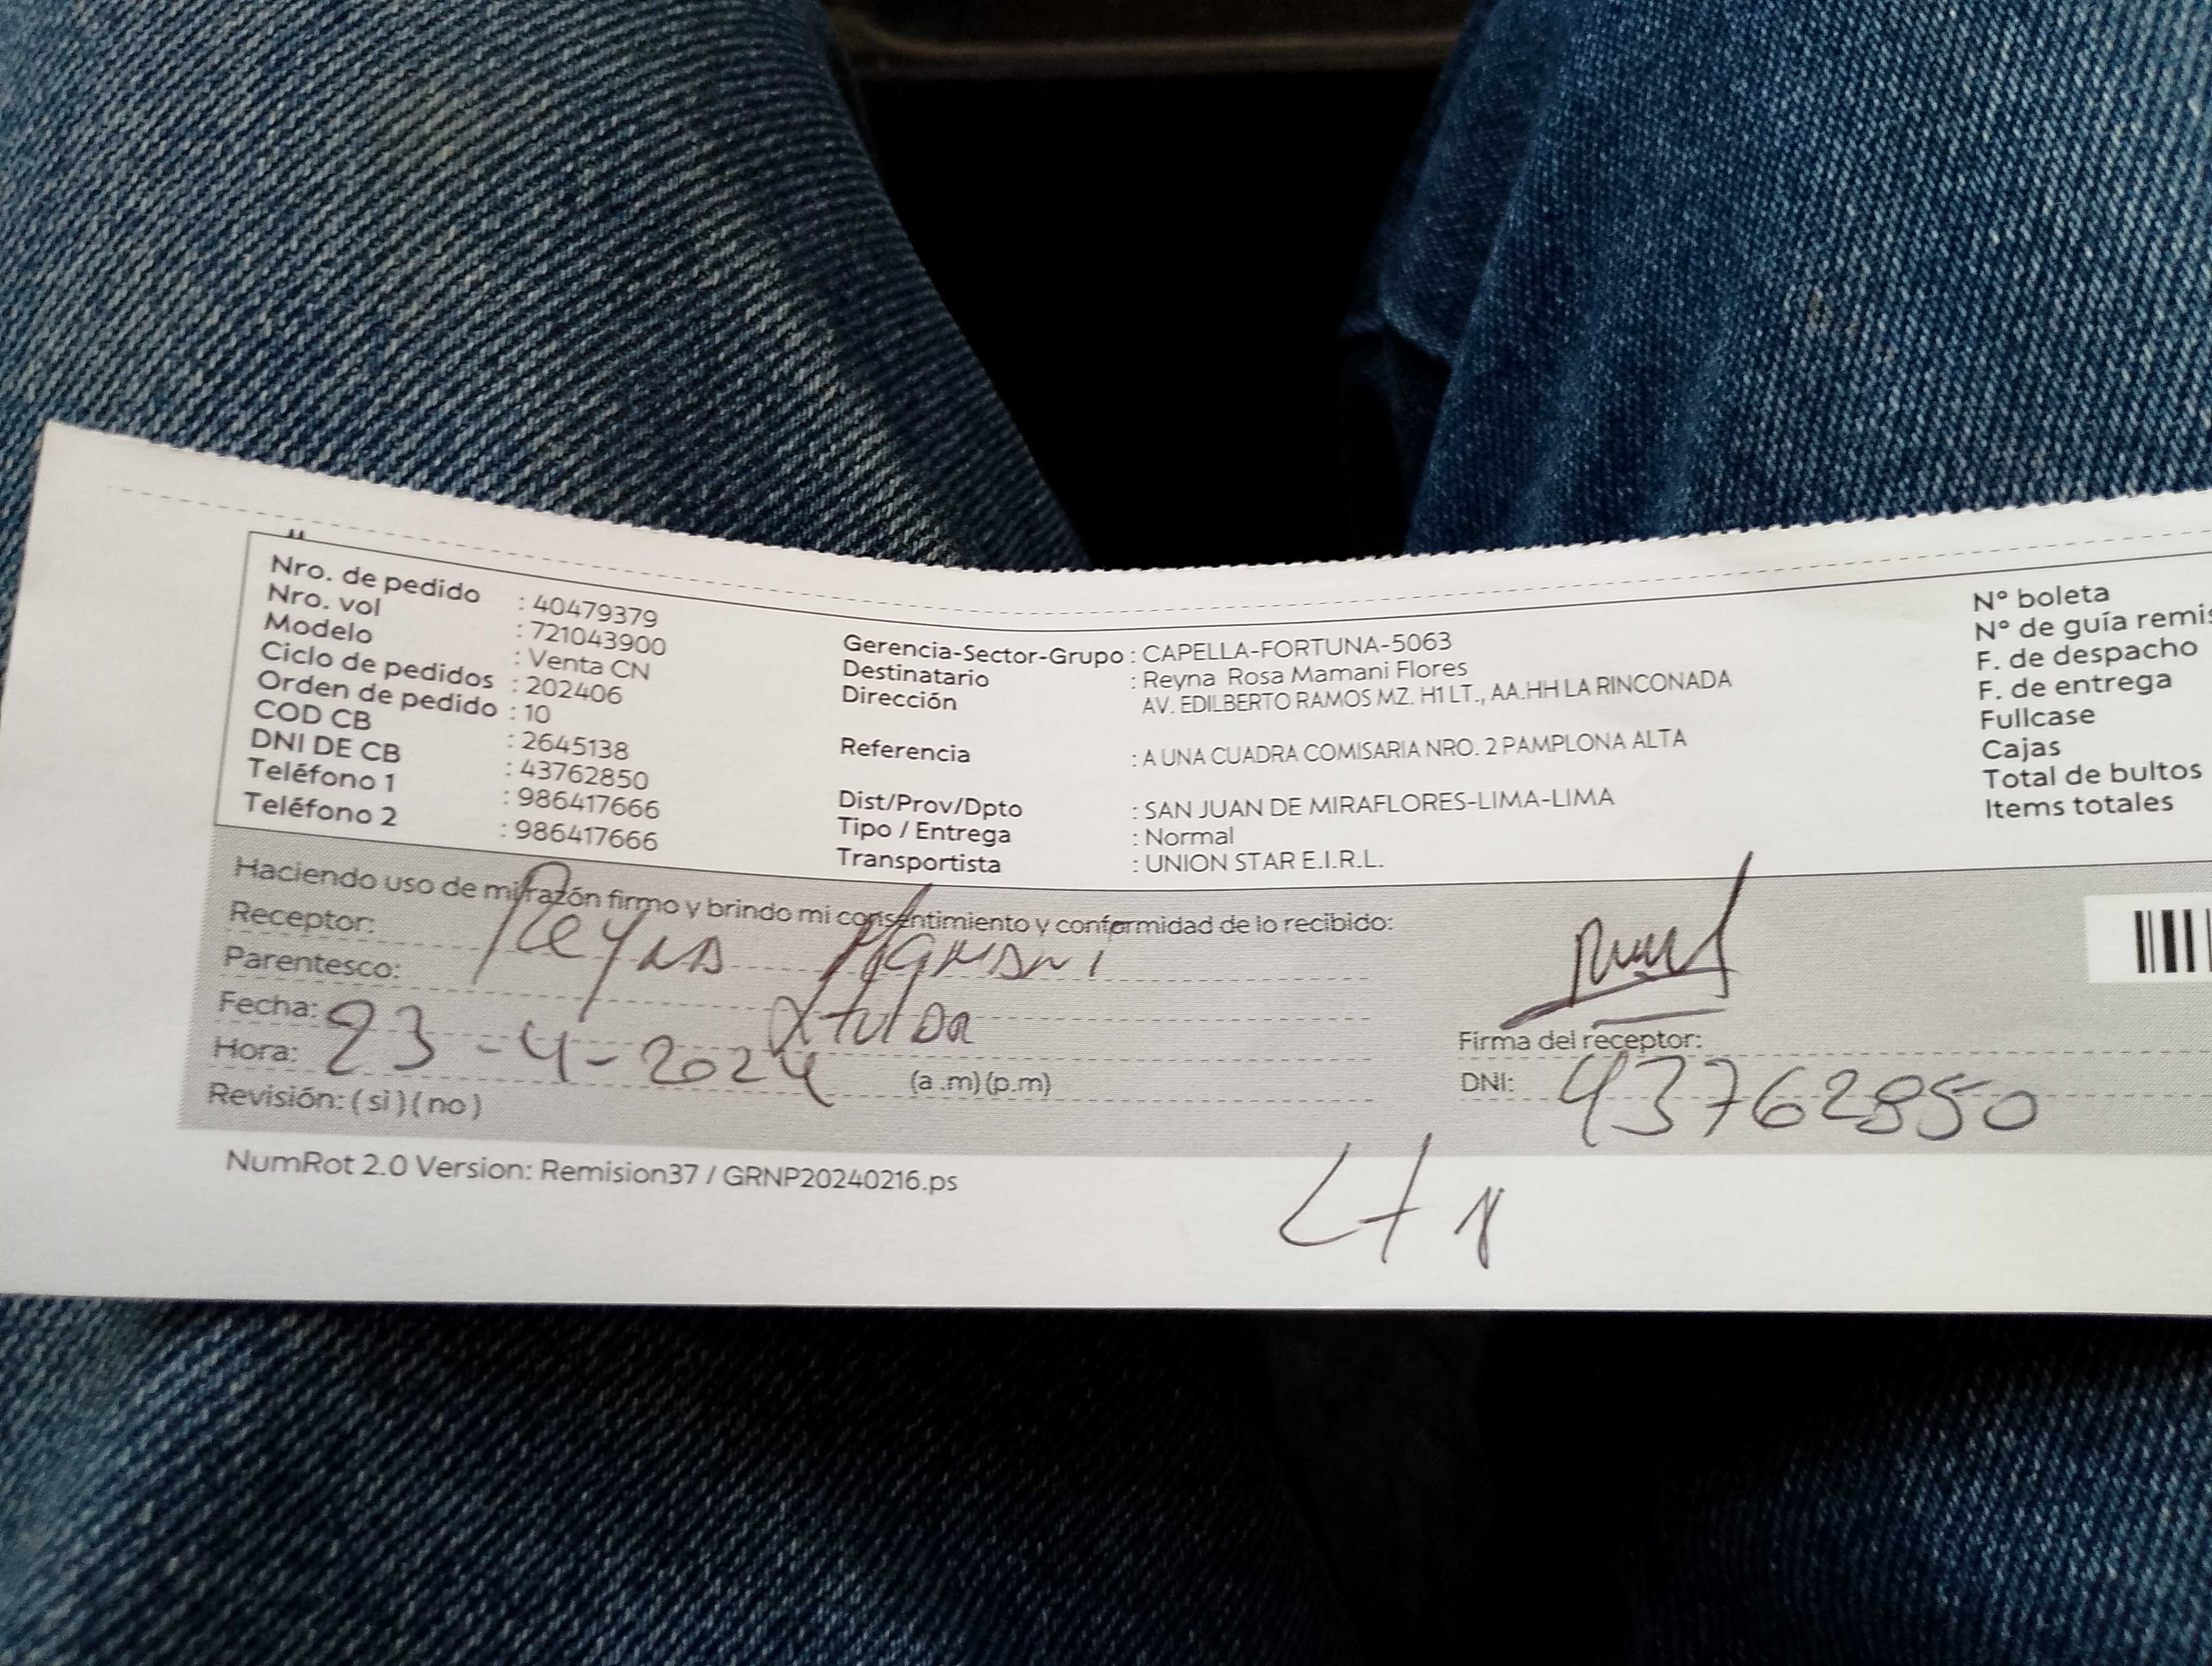 Nro. de pedido : 40479379
Nro. vol : 721043900
Modelo : Venta CN
Ciclo de pedidos : 202406
Orden de pedido : 10
COD CB : 2645138
DNI DE CB : 43762850
Teléfono 1 : 986417666
Teléfono 2 : 986417666
Gerencia-Sector-Grupo : CAPELLA-FORTUNA-5063
Destinatario : Reyna Rosa Mamani Flores
Dirección AV. EDILBERTO RAMOS MZ. H1 LT., AA.HH LA RINCONADA
Referencia : A UNA CUADRA COMISARIA NRO. 2 PAMPLONA ALTA
Dist/Prov/Dpto : SAN JUAN DE MIRAFLORES-LIMA-LIMA
Tipo / Entrega : Normal
Transportista : UNION STAR E.I.R.L.
N° boleta
N° de guía remis
F. de despacho
F. de entrega
Fullcase
Cajas
Total de bultos
Items totales
Haciendo uso de mi razón firmo y brindo mi consentimiento y conformidad de lo recibido:
Receptor: Reyna Mamani
Parentesco:
Fecha: 23-4-2024
Hora: (a .m) (p.m)
Revisión: ( si ) ( no )
Firma del receptor:
DNI: 43762850
NumRot 2.0 Version: Remision37 / GRNP20240216.ps